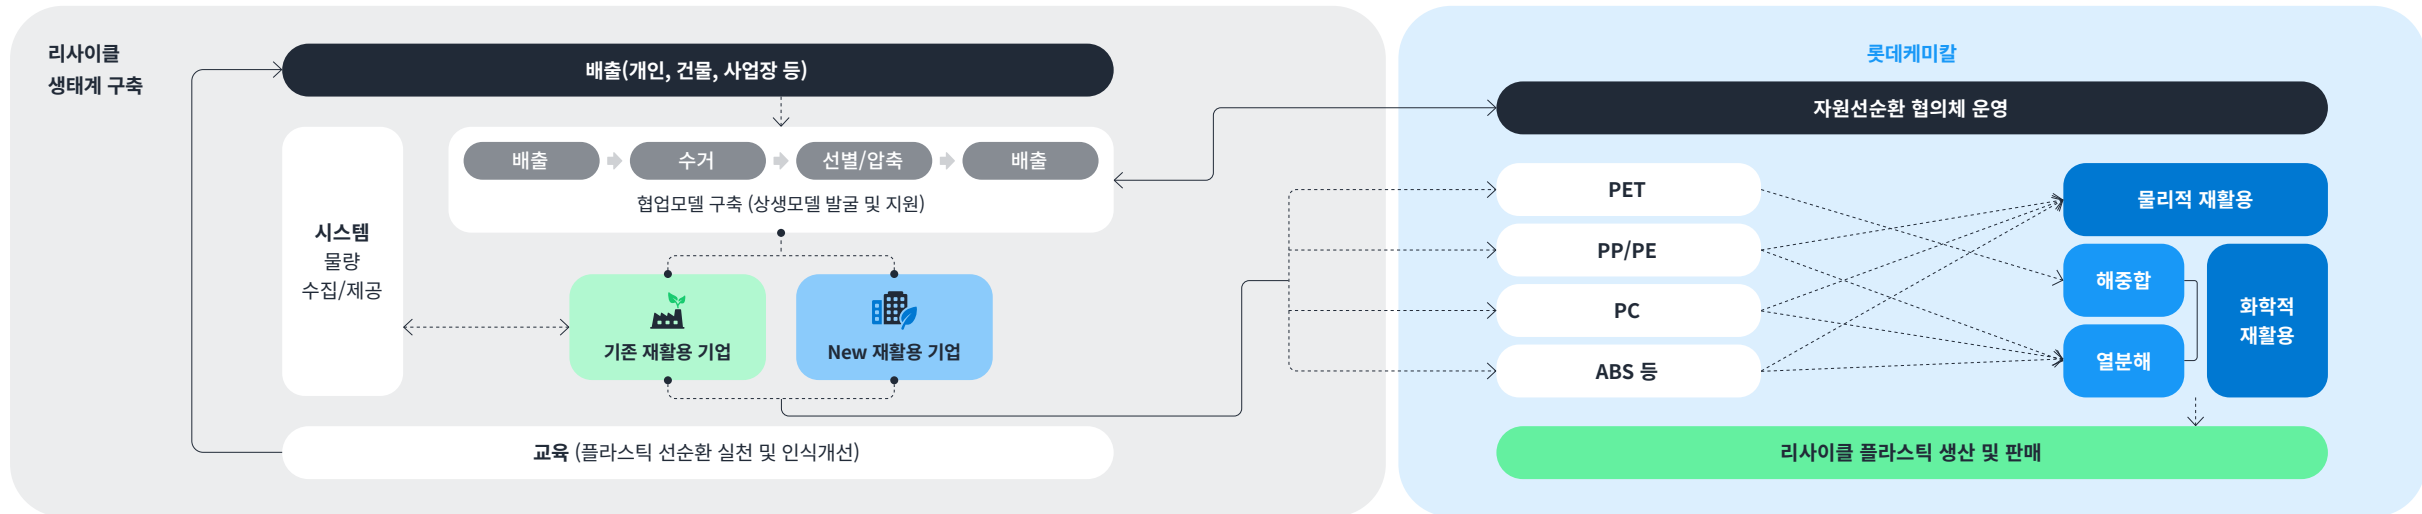 리사이클
생태계 구축
배출(개인, 건물, 사업장 등)
배출
수거
선별/압축
배출
협업모델 구축 (상생모델 발굴 및 지원)
시스템
물량
수집/제공
기존 재활용 기업
New 재활용 기업
교육 (플라스틱 선순환 실천 및 인식개선)
롯데케미칼
자원선순환 협의체 운영
PET
PP/PE
PC
ABS 등
물리적 재활용
해중합
열분해
화학적
재활용
리사이클 플라스틱 생산 및 판매